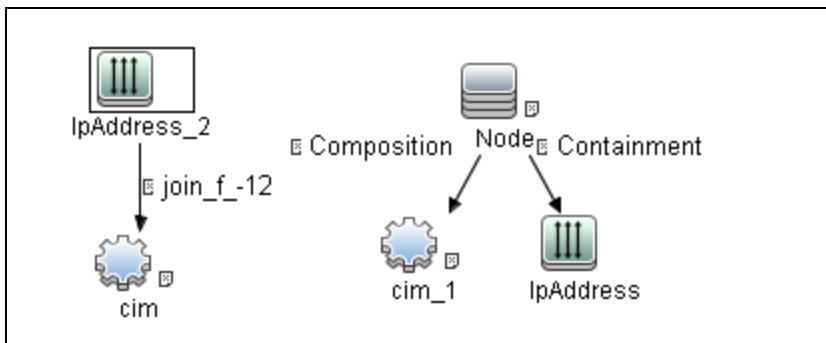 IpAddress_2
join_f_-12
cim
Composition
Node
Containment
cim_1
IpAddress